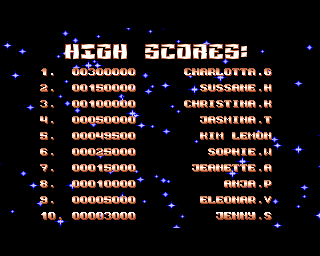 HIGH SCORES:
1. 00300000 CHARLOTTA.G
2. 00150000 SUSSANE.H
3. 00100000 CHRISTINA.K
4. 00050000 JASMINA.T
5. 00049500 KIM LEMON
6. 00025000 SOPHIE.W
7. 00015000 JEANETTE.A
8. 00010000 ANJA.P
9. 00005000 ELEONAR.V
10. 00003000 JENNY.S